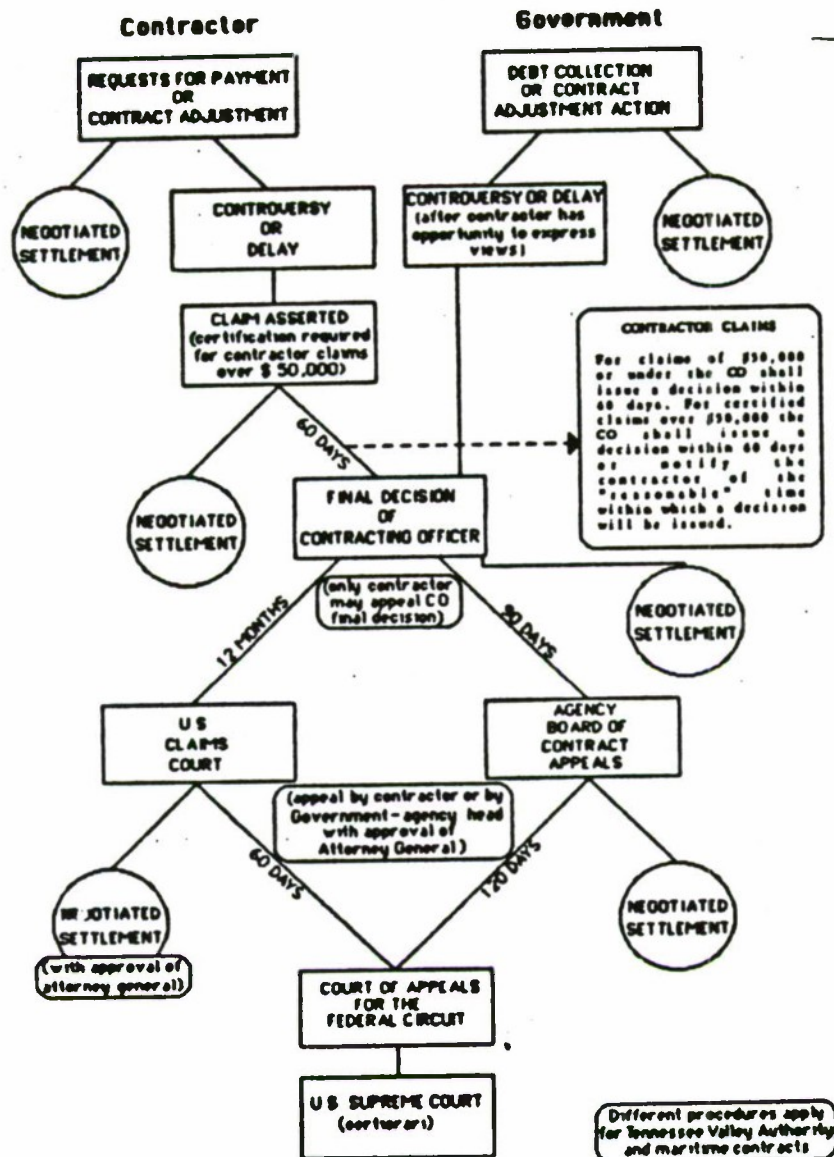 Contractor
Government
REQUESTS FOR PAYMENT
OR
CONTRACT ADJUSTMENT
DEBT COLLECTION
OR CONTRACT
ADJUSTMENT ACTION
NEGOTIATED
SETTLEMENT
CONTROVERSY
OR
DELAY
CONTROVERSY OR DELAY
(after contractor has
opportunity to express
views)
NEGOTIATED
SETTLEMENT
CLAIM ASSERTED
(certification required
for contractor claims
over $ 50,000)
CONTRACTOR CLAIMS
For claims of $50,000
or under the CO shall
issue a decision within
60 days. For certified
claims over $50,000 the
CO shall issue a
decision within 60 days
or notify the
contractor of the
"reasonable" time
within which a decision
will be issued.
60 DAYS
NEGOTIATED
SETTLEMENT
FINAL DECISION
OF
CONTRACTING OFFICER
(only contractor
may appeal CO
final decision)
NEGOTIATED
SETTLEMENT
12 MONTHS
90 DAYS
U S
CLAIMS
COURT
AGENCY
BOARD OF
CONTRACT
APPEALS
(appeal by contractor or by
Government-agency head
with approval of
Attorney General)
60 DAYS
120 DAYS
NEGOTIATED
SETTLEMENT
(with approval of
attorney general)
NEGOTIATED
SETTLEMENT
COURT OF APPEALS
FOR THE
FEDERAL CIRCUIT
U S SUPREME COURT
(certiorari)
Different procedures apply
for Tennessee Valley Authority
and maritime contracts